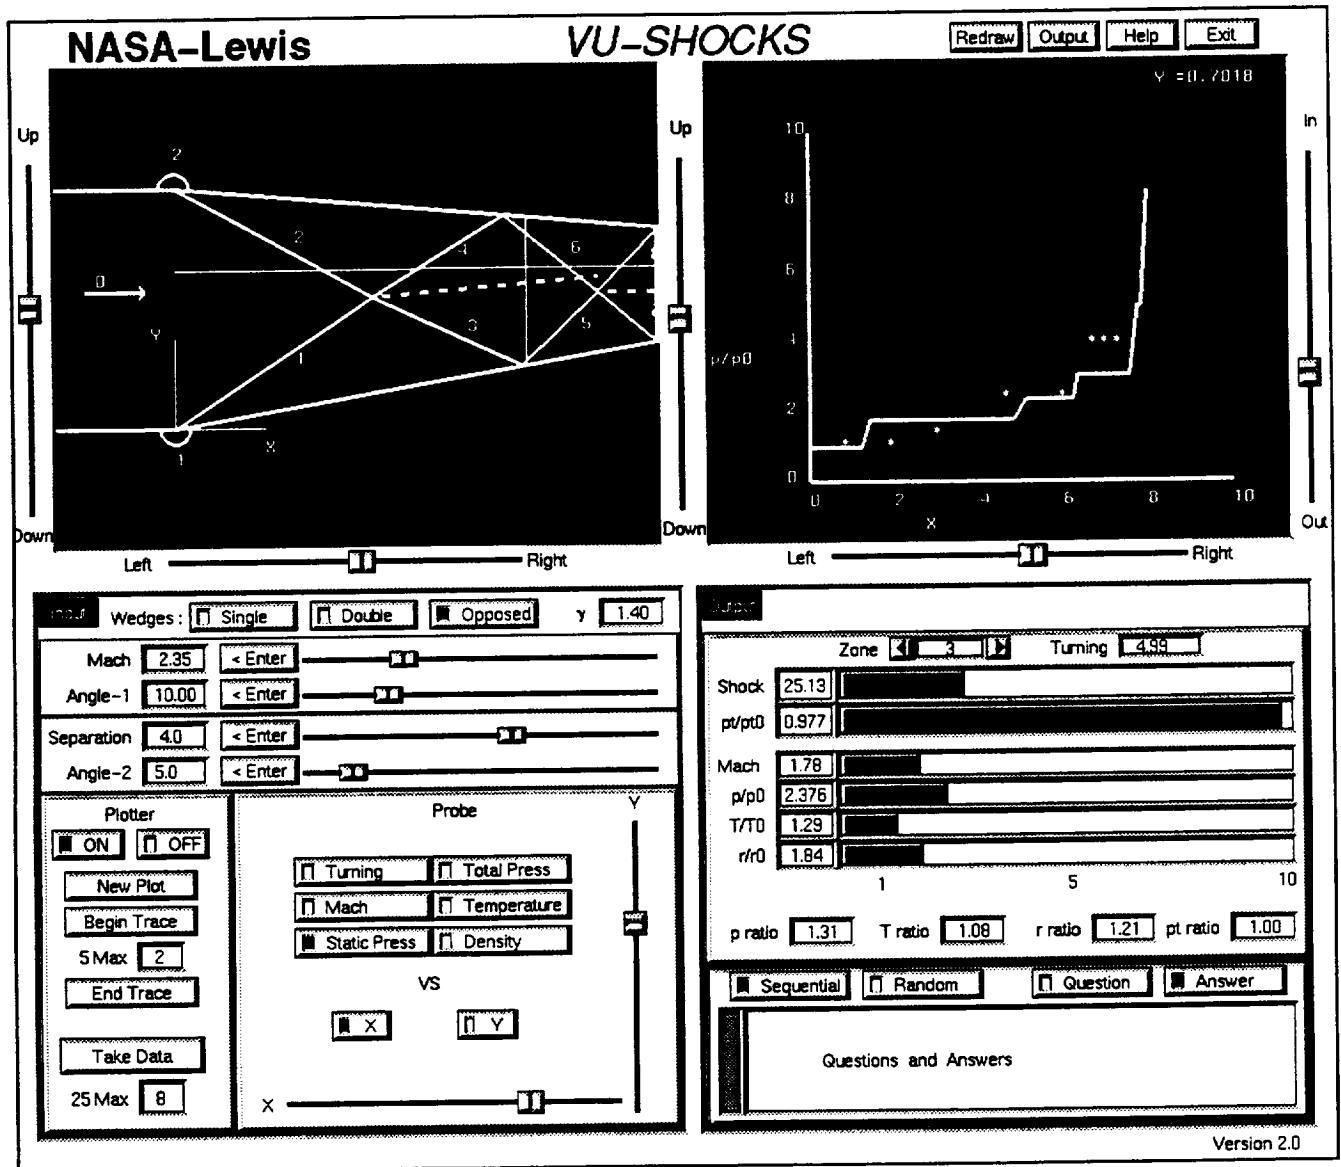 NASA-Lewis
VU-SHOCKS
Redraw Output Help Exit
Up
2
2
4
6
0
Y
3
5
1
X
1
Down
Left Right
Up
Down
Y =0.7018
10
8
6
4
p/p0
2
0
0 2 4 6 8 10
X
In
Out
Left Right
Input Wedges : Single Double Opposed γ 1.40
Mach 2.35 < Enter
Angle-1 10.00 < Enter
Separation 4.0 < Enter
Angle-2 5.0 < Enter
Plotter
ON OFF
New Plot
Begin Trace
5 Max 2
End Trace
Take Data
25 Max 8
Probe
Y
Turning Total Press
Mach Temperature
Static Press Density
VS
X Y
X
Output
Zone 3 Turning 4.99
Shock 25.13
pt/pt0 0.977
Mach 1.78
p/p0 2.376
T/T0 1.29
r/r0 1.84
1 5 10
p ratio 1.31 T ratio 1.08 r ratio 1.21 pt ratio 1.00
Sequential Random Question Answer
Questions and Answers
Version 2.0